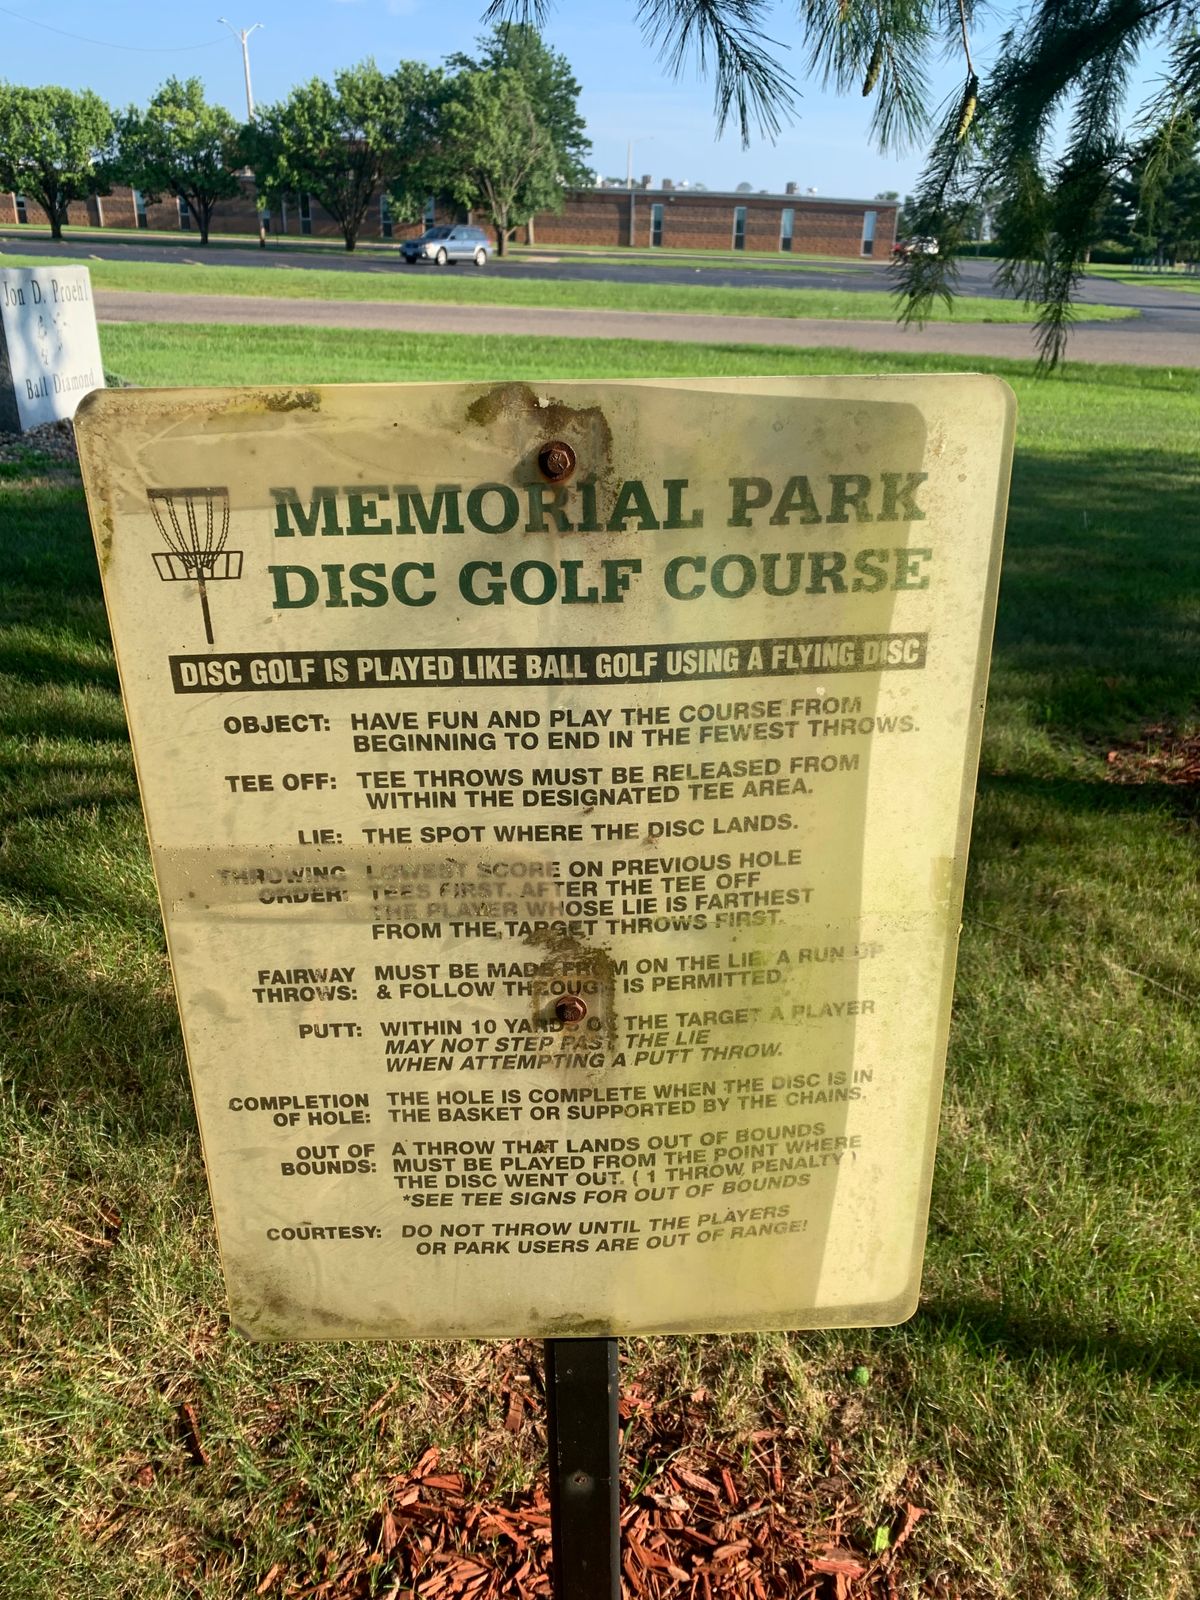 Jon D. Proehl
Ball Diamond
MEMORIAL PARK
DISC GOLF COURSE
DISC GOLF IS PLAYED LIKE BALL GOLF USING A FLYING DISC
OBJECT: HAVE FUN AND PLAY THE COURSE FROM
BEGINNING TO END IN THE FEWEST THROWS.
TEE OFF: TEE THROWS MUST BE RELEASED FROM
WITHIN THE DESIGNATED TEE AREA.
LIE: THE SPOT WHERE THE DISC LANDS.
THROWING LOWEST SCORE ON PREVIOUS HOLE
ORDER: TEES FIRST. AFTER THE TEE OFF
THE PLAYER WHOSE LIE IS FARTHEST
FROM THE TARGET THROWS FIRST.
FAIRWAY MUST BE MADE FROM ON THE LIE. A RUN UP
THROWS: & FOLLOW THROUGH IS PERMITTED.
PUTT: WITHIN 10 YARDS OF THE TARGET A PLAYER
MAY NOT STEP PAST THE LIE
WHEN ATTEMPTING A PUTT THROW.
COMPLETION THE HOLE IS COMPLETE WHEN THE DISC IS IN
OF HOLE: THE BASKET OR SUPPORTED BY THE CHAINS.
OUT OF A THROW THAT LANDS OUT OF BOUNDS
BOUNDS: MUST BE PLAYED FROM THE POINT WHERE
THE DISC WENT OUT. ( 1 THROW PENALTY )
*SEE TEE SIGNS FOR OUT OF BOUNDS
COURTESY: DO NOT THROW UNTIL THE PLAYERS
OR PARK USERS ARE OUT OF RANGE!